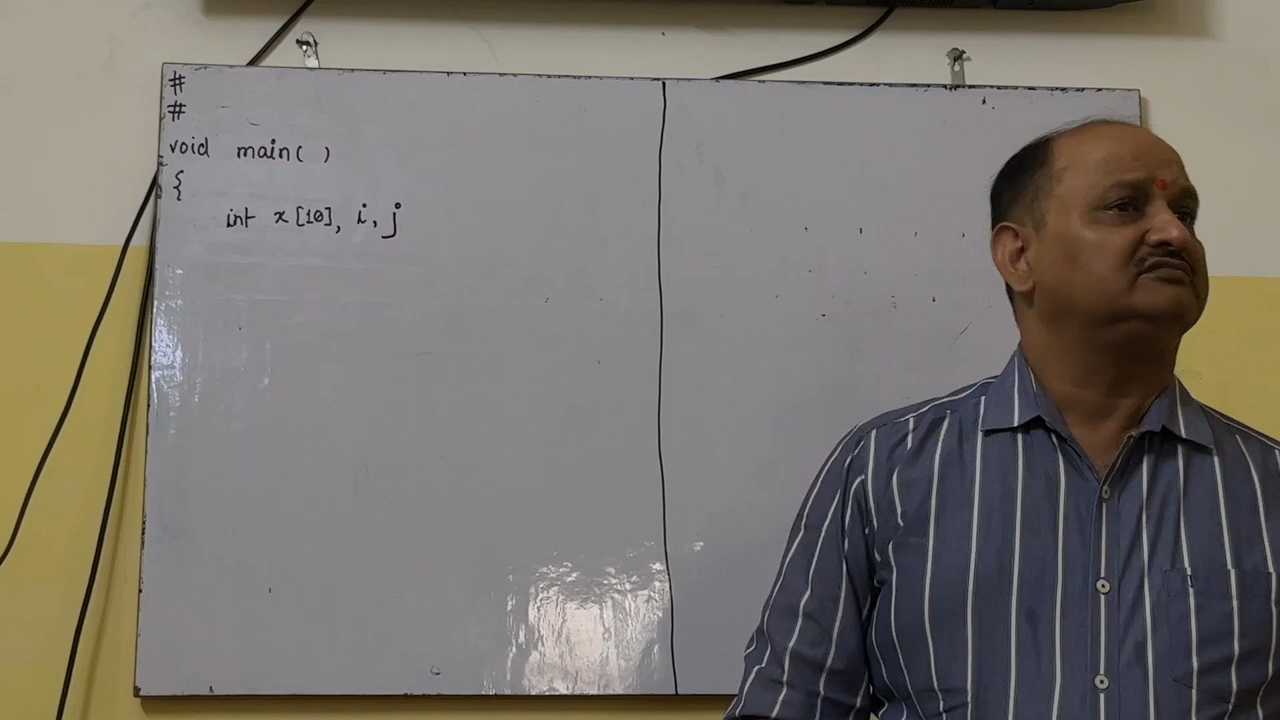 #
#
void main( )
{
int x[10], i, j